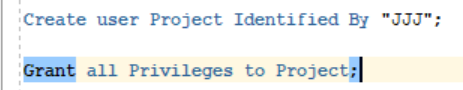 Create user Project Identified By "JJJ";
Grant all Privileges to Project;